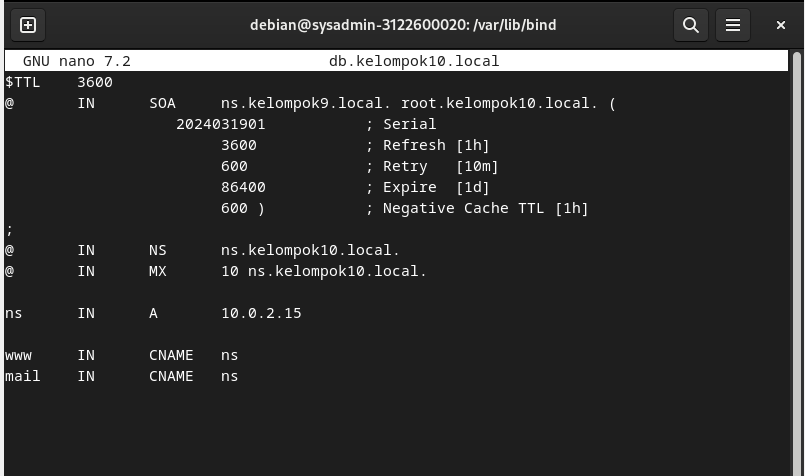 debian@sysadmin-3122600020: /var/lib/bind
GNU nano 7.2 db.kelompok10.local
$TTL 3600
@ IN SOA ns.kelompok9.local. root.kelompok10.local. (
2024031901 ; Serial
3600 ; Refresh [1h]
600 ; Retry [10m]
86400 ; Expire [1d]
600 ) ; Negative Cache TTL [1h]
;
@ IN NS ns.kelompok10.local.
@ IN MX 10 ns.kelompok10.local.
ns IN A 10.0.2.15
www IN CNAME ns
mail IN CNAME ns